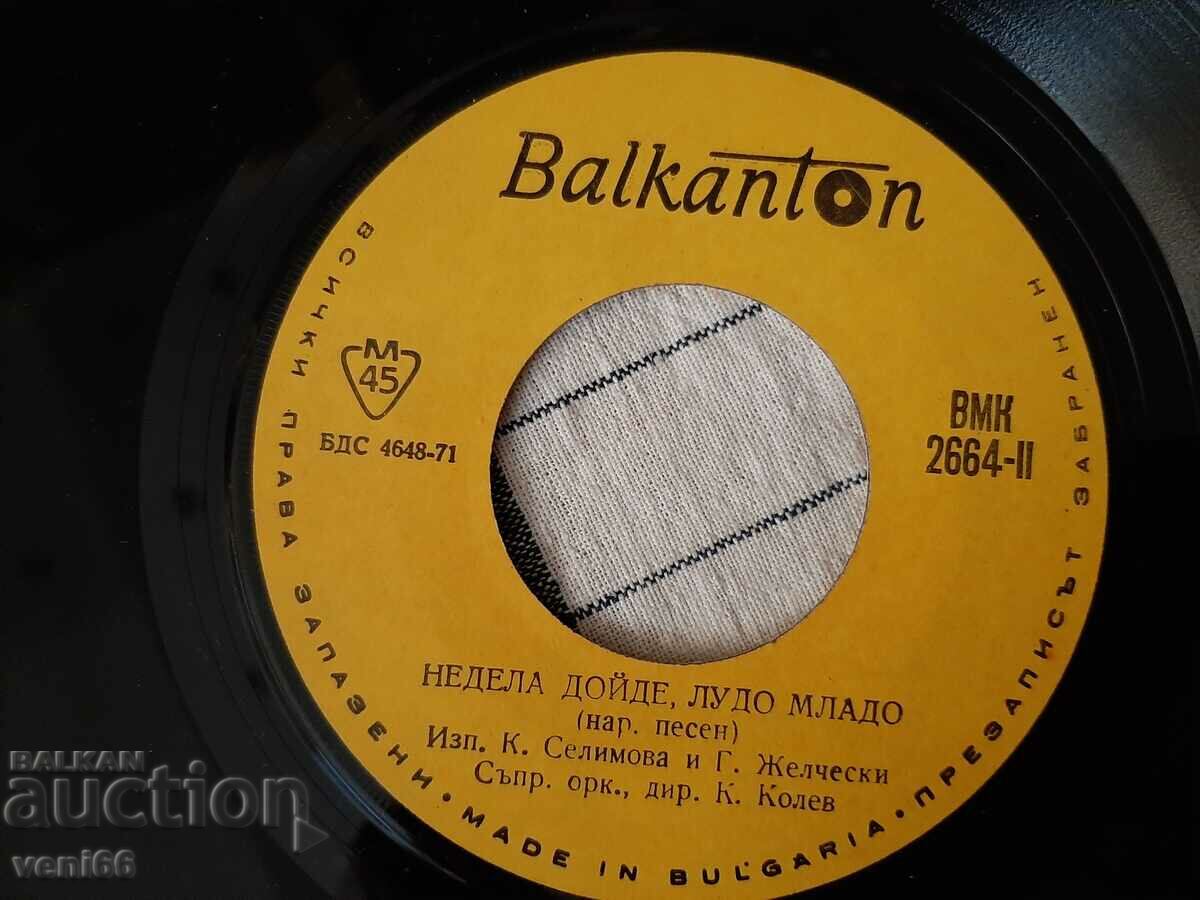 Balkanton
M
45
БДС 4648-71
ВМК
2664-II
НЕДЕЛА ДОЙДЕ, ЛУДО МЛАДО
(нар. песен)
Изп. К. Селимова и Г. Желчески
Съпр. орк., дир. К. Колев
ВСИЧКИ ПРАВА ЗАПАЗЕНИ • MADE IN BULGARIA • ПРЕЗАПИСЪТ ЗАБРАНЕН
BALKAN
auction
veni66